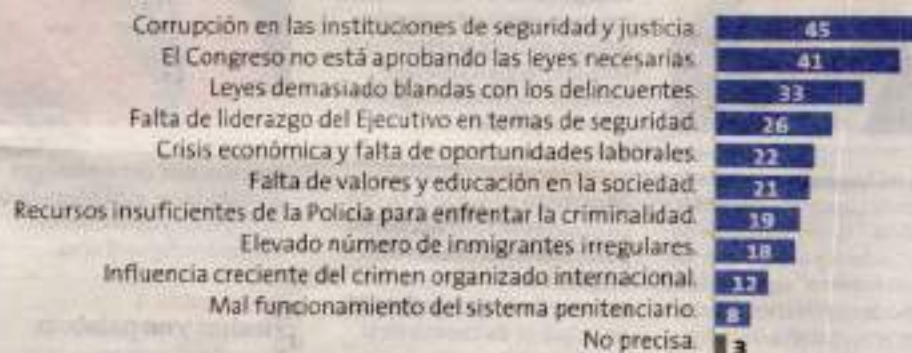 Corrupción en las instituciones de seguridad y justicia. 45
El Congreso no está aprobando las leyes necesarias. 41
Leyes demasiado blandas con los delincuentes. 33
Falta de liderazgo del Ejecutivo en temas de seguridad. 26
Crisis económica y falta de oportunidades laborales. 22
Falta de valores y educación en la sociedad. 21
Recursos insuficientes de la Policía para enfrentar la criminalidad. 19
Elevado número de inmigrantes irregulares. 18
Influencia creciente del crimen organizado internacional. 12
Mal funcionamiento del sistema penitenciario. 8
No precisa. 3